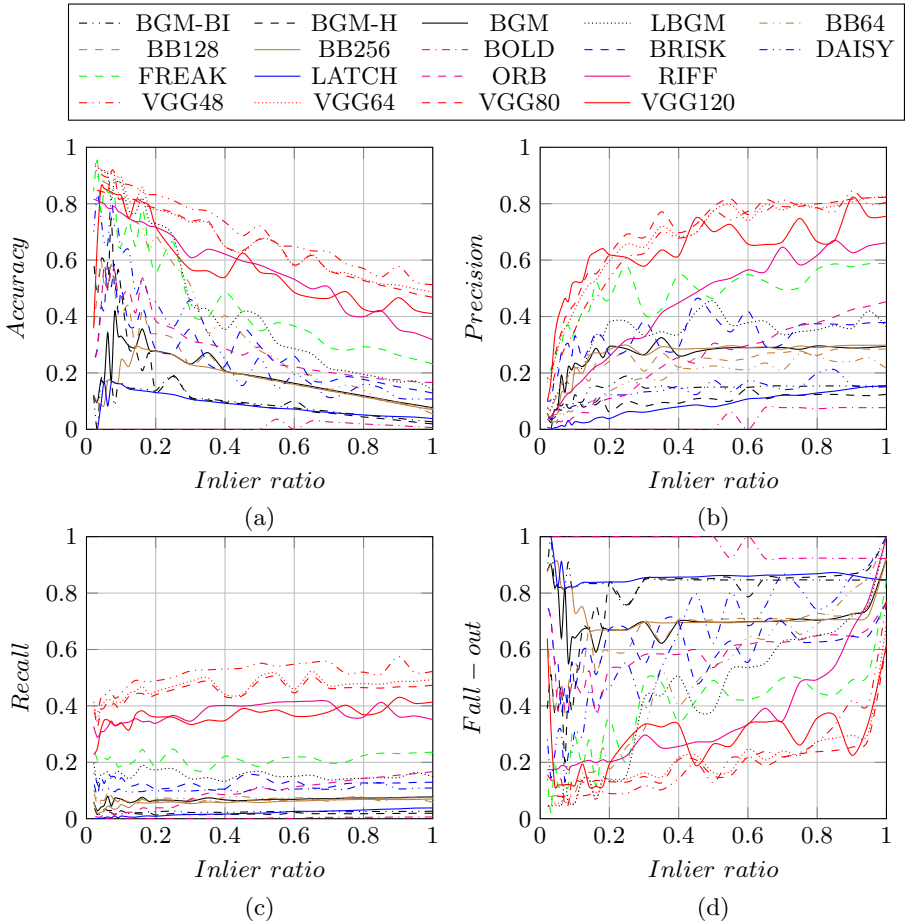 BGM-BI BGM-H BGM LBGM BB64
BB128 BB256 BOLD BRISK DAISY
FREAK LATCH ORB RIFF
VGG48 VGG64 VGG80 VGG120
1
0.8
0.6
0.4
0.2
0
Accuracy
0 0.2 0.4 0.6 0.8 1
Inlier ratio
(a)
1
0.8
0.6
0.4
0.2
0
Precision
0 0.2 0.4 0.6 0.8 1
Inlier ratio
(b)
1
0.8
0.6
0.4
0.2
0
Recall
0 0.2 0.4 0.6 0.8 1
Inlier ratio
(c)
1
0.8
0.6
0.4
0.2
0
Fall − out
0 0.2 0.4 0.6 0.8 1
Inlier ratio
(d)